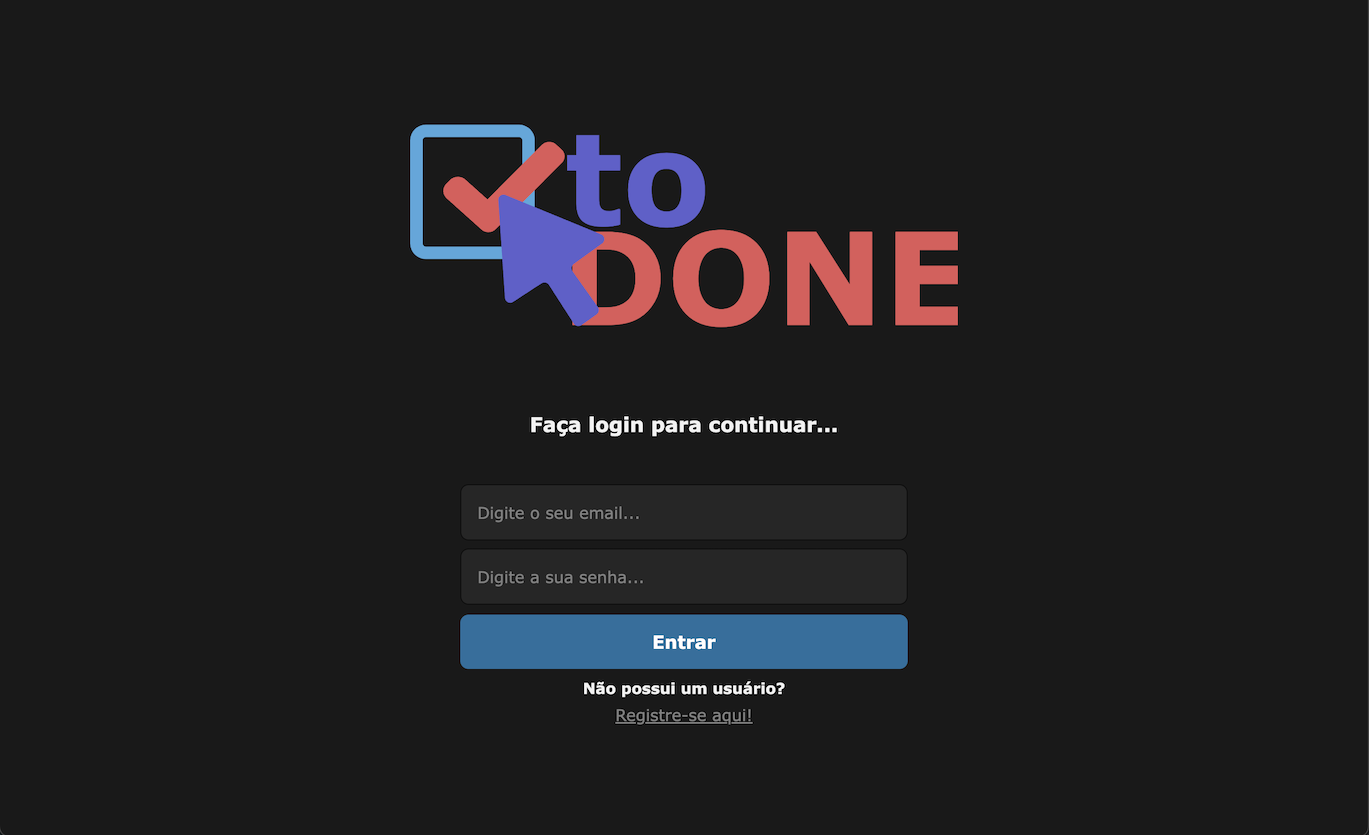 to
DONE
Faça login para continuar...
Digite o seu email...
Digite a sua senha...
Entrar
Não possui um usuário?
Registre-se aqui!